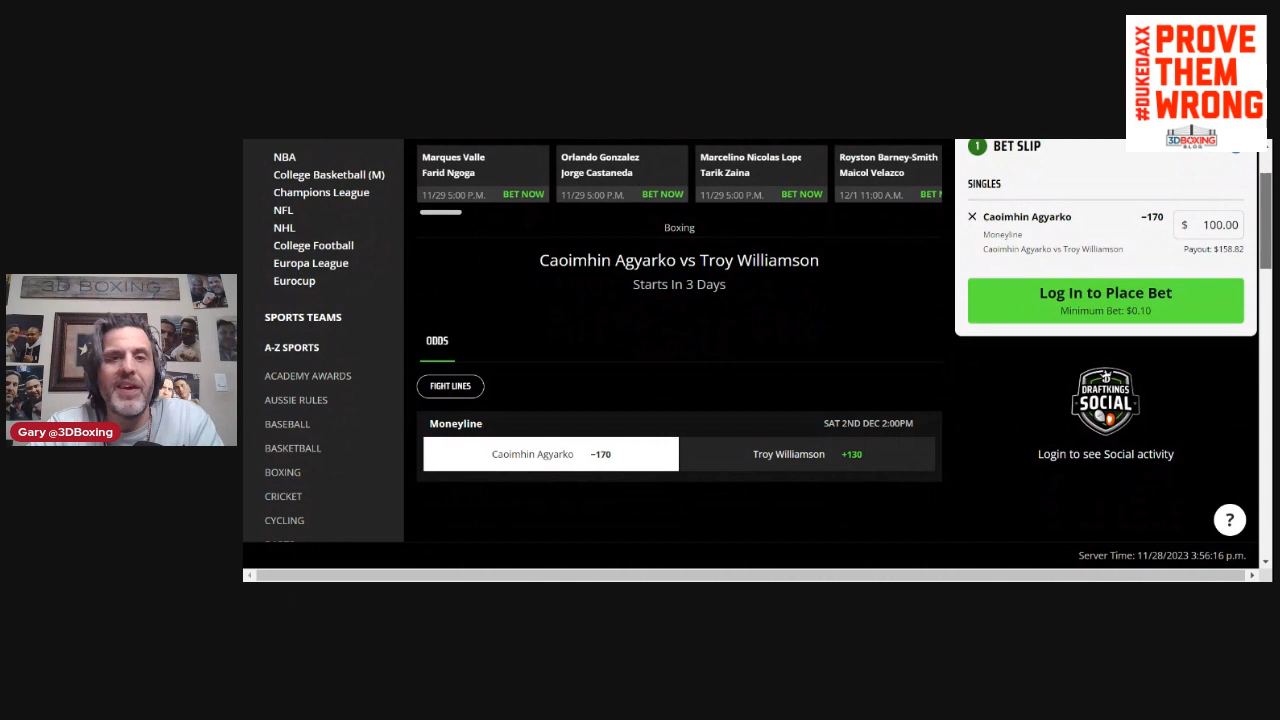 #DUKEDAXX
PROVE
THEM
WRONG
3DBOXING
BLOG
3D BOXING
Gary @3DBoxing
NBA
College Basketball (M)
Champions League
NFL
NHL
College Football
Europa League
Eurocup
SPORTS TEAMS
A-Z SPORTS
ACADEMY AWARDS
AUSSIE RULES
BASEBALL
BASKETBALL
BOXING
CRICKET
CYCLING
Marques Valle
Farid Ngoga
11/29 5:00 P.M. BET NOW
Orlando Gonzalez
Jorge Castaneda
11/29 5:00 P.M. BET NOW
Marcelino Nicolas Lope
Tarik Zaina
11/29 5:00 P.M. BET NOW
Royston Barney-Smith
Maicol Velazco
12/1 11:00 A.M. BET N
Boxing
Caoimhin Agyarko vs Troy Williamson
Starts In 3 Days
ODDS
FIGHT LINES
Moneyline SAT 2ND DEC 2:00PM
Caoimhin Agyarko −170 Troy Williamson +130
1 BET SLIP
SINGLES
Caoimhin Agyarko −170 $ 100.00
Moneyline
Caoimhin Agyarko vs Troy Williamson Payout: $158.82
Log In to Place Bet
Minimum Bet: $0.10
DRAFTKINGS
SOCIAL
Login to see Social activity
?
Server Time: 11/28/2023 3:56:16 p.m.